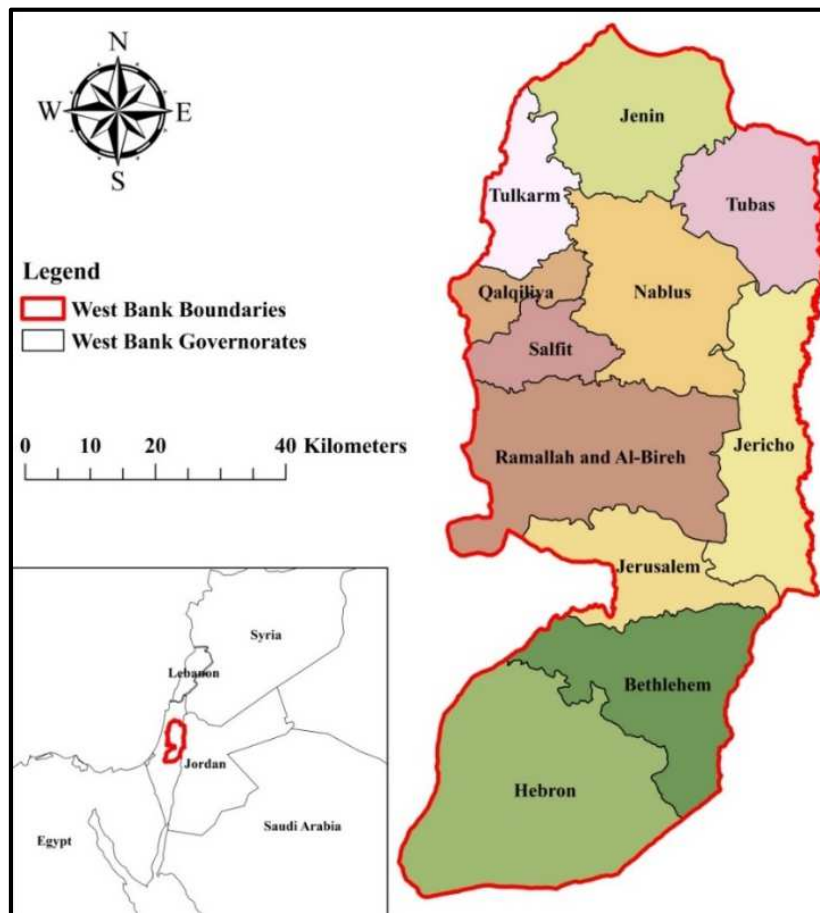 N
W
E
S
Legend
West Bank Boundaries
West Bank Governorates
0 10 20 40 Kilometers
Jenin
Tulkarm
Tubas
Qalqiliya
Nablus
Salfit
Ramallah and Al-Bireh
Jericho
Jerusalem
Bethlehem
Hebron
Syria
Lebanon
Jordan
Saudi Arabia
Egypt